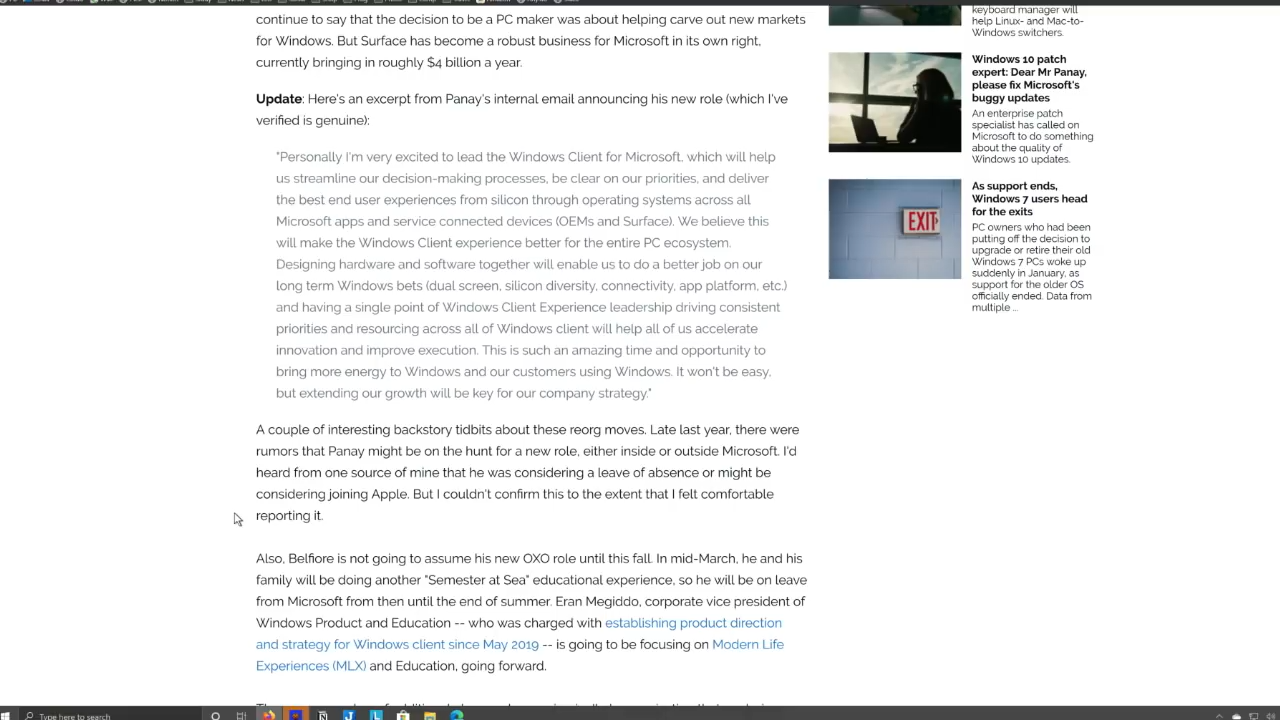 continue to say that the decision to be a PC maker was about helping carve out new markets
for Windows. But Surface has become a robust business for Microsoft in its own right,
currently bringing in roughly $4 billion a year.
Update: Here's an excerpt from Panay's internal email announcing his new role (which I've
verified is genuine):
"Personally I'm very excited to lead the Windows Client for Microsoft, which will help
us streamline our decision-making processes, be clear on our priorities, and deliver
the best end user experiences from silicon through operating systems across all
Microsoft apps and service connected devices (OEMs and Surface). We believe this
will make the Windows Client experience better for the entire PC ecosystem.
Designing hardware and software together will enable us to do a better job on our
long term Windows bets (dual screen, silicon diversity, connectivity, app platform, etc.)
and having a single point of Windows Client Experience leadership driving consistent
priorities and resourcing across all of Windows client will help all of us accelerate
innovation and improve execution. This is such an amazing time and opportunity to
bring more energy to Windows and our customers using Windows. It won't be easy,
but extending our growth will be key for our company strategy."
A couple of interesting backstory tidbits about these reorg moves. Late last year, there were
rumors that Panay might be on the hunt for a new role, either inside or outside Microsoft. I'd
heard from one source of mine that he was considering a leave of absence or might be
considering joining Apple. But I couldn't confirm this to the extent that I felt comfortable
reporting it.
Also, Belfiore is not going to assume his new OXO role until this fall. In mid-March, he and his
family will be doing another "Semester at Sea" educational experience, so he will be on leave
from Microsoft from then until the end of summer. Eran Megiddo, corporate vice president of
Windows Product and Education -- who was charged with establishing product direction
and strategy for Windows client since May 2019 -- is going to be focusing on Modern Life
Experiences (MLX) and Education, going forward.
keyboard manager will
help Linux- and Mac-to-
Windows switchers.
Windows 10 patch
expert: Dear Mr Panay,
please fix Microsoft's
buggy updates
An enterprise patch
specialist has called on
Microsoft to do something
about the quality of
Windows 10 updates.
EXIT
As support ends,
Windows 7 users head
for the exits
PC owners who had been
putting off the decision to
upgrade or retire their old
Windows 7 PCs woke up
suddenly in January, as
support for the older OS
officially ended. Data from
multiple ...
Type here to search